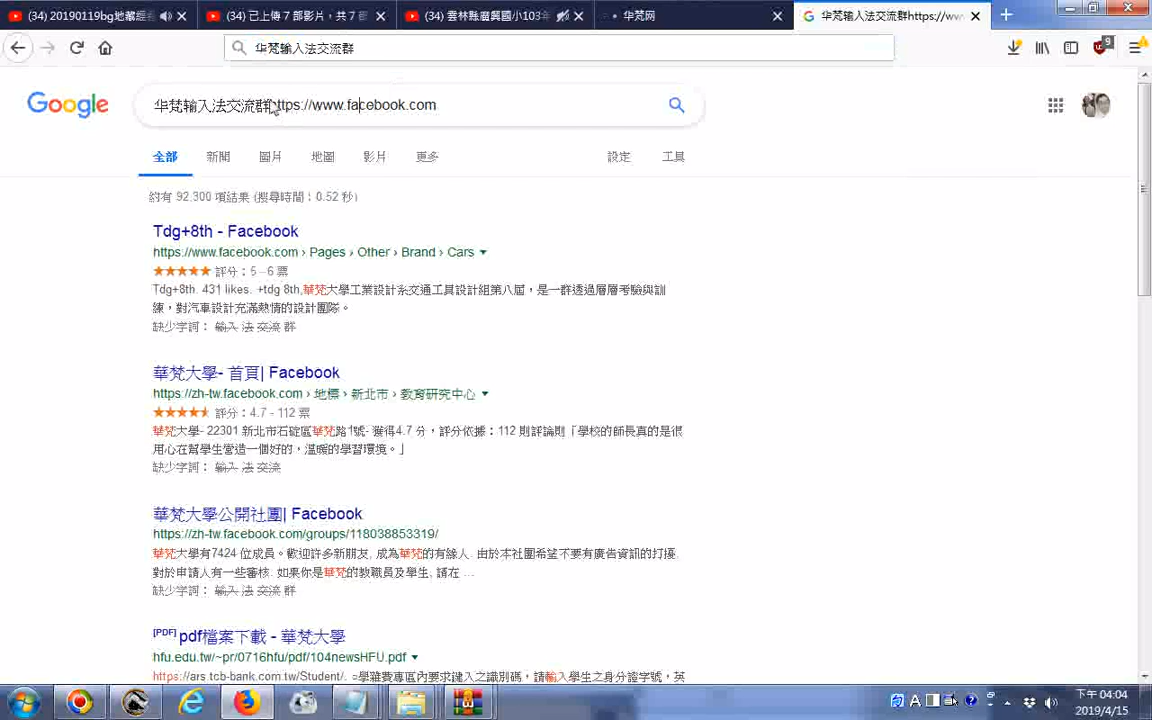 (34) 20190119bg地藏經
(34) 已上傳 7 部影片，共 7
(34) 雲林縣麿興國小103年
华梵网
华梵输入法交流群https://www
华梵输入法交流群
9
Google
华梵输入法交流群https://www.facebook.com
全部 新聞 圖片 地圖 影片 更多 設定 工具
約有 92,300 項結果 (搜尋時間：0.52 秒)
Tdg+8th - Facebook
https://www.facebook.com › Pages › Other › Brand › Cars
評分：5 - 6 票
Tdg+8th. 431 likes. +tdg 8th,華梵大學工業設計系交通工具設計組第八屆，是一群透過層層考驗與訓
練，對汽車設計充滿熱情的設計團隊。
缺少字詞： 輸入 法 交流 群
華梵大學- 首頁| Facebook
https://zh-tw.facebook.com › 地標 › 新北市 › 教育研究中心
評分：4.7 - 112 票
華梵大學- 22301 新北市石碇區華梵路1號- 獲得4.7 分，評分依據：112 則評論則「學校的師長真的是很
用心在幫學生營造一個好的，溫暖的學習環境。」
缺少字詞： 輸入 法 交流
華梵大學公開社團| Facebook
https://zh-tw.facebook.com/groups/118038853319/
華梵大學有7424 位成員。歡迎許多新朋友, 成為華梵的有緣人. 由於本社團希望不要有廣告資訊的打擾.
對於申請人有一些審核. 如果你是華梵的教職員及學生, 請在 ...
缺少字詞： 輸入 法 交流 群
[PDF] pdf檔案下載 - 華梵大學
hfu.edu.tw/~pr/0716hfu/pdf/104newsHFU.pdf
https://ars.tcb-bank.com.tw/Student/. ○學雜費專區內要求鍵入之識別碼，請輸入學生之身分證字號，英
下午 04:04
2019/4/15